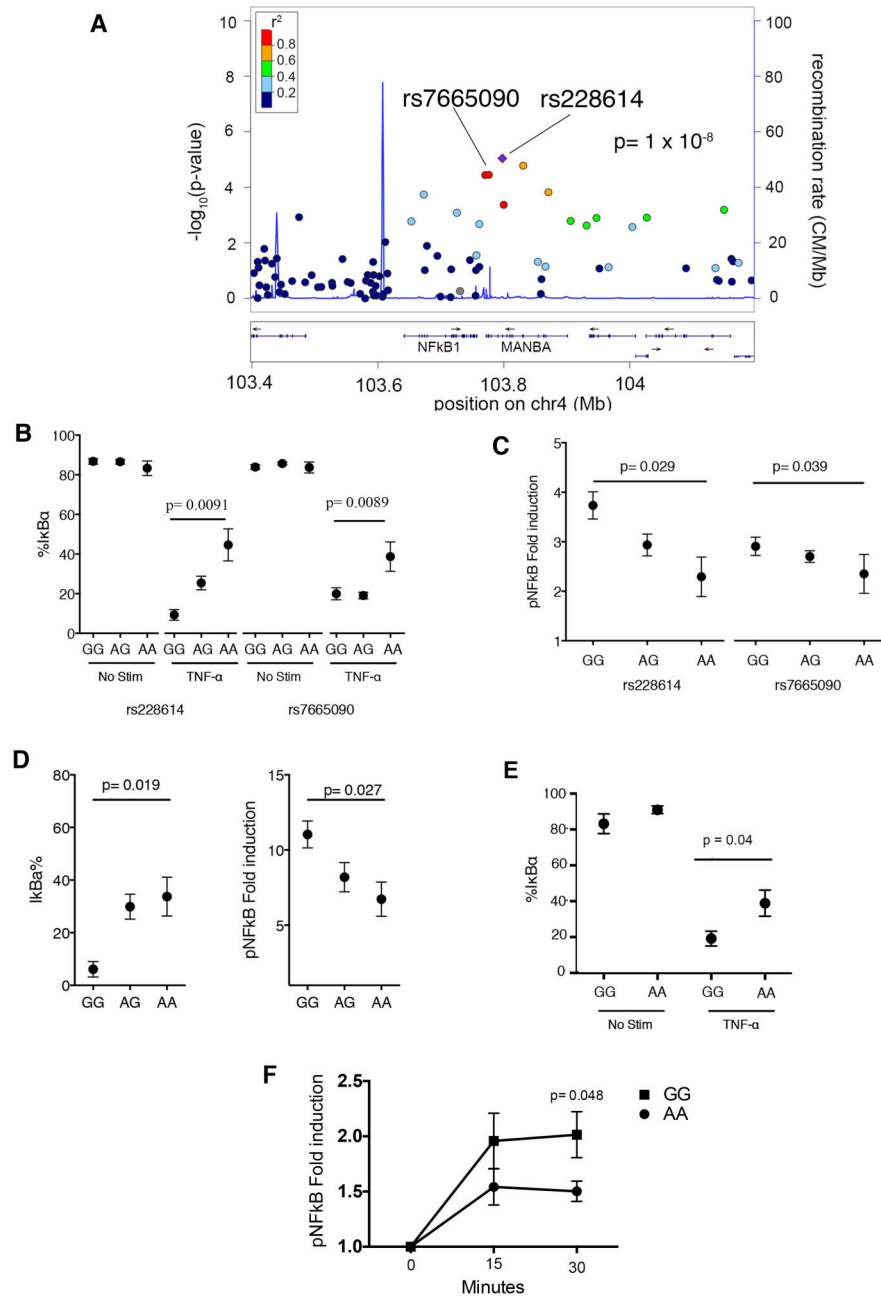 A
r2
0.8
0.6
0.4
0.2
10
8
6
4
2
0
-log10(p-value)
100
80
60
40
20
0
recombination rate (CM/Mb)
rs7665090
rs228614
p= 1 x 10-8
NFkB1
MANBA
103.4
103.6
103.8
104
position on chr4 (Mb)
B
100
80
60
40
20
0
%IκBα
p= 0.0091
p= 0.0089
GG AG AA GG AG AA GG AG AA GG AG AA
No Stim TNF-α No Stim TNF-α
rs228614 rs7665090
C
5
4
3
2
1
pNFkB Fold induction
p= 0.029
p= 0.039
GG AG AA GG AG AA
rs228614 rs7665090
D
80
60
40
20
0
IkBa%
p= 0.019
GG AG AA
15
10
5
pNFkB Fold induction
p= 0.027
GG AG AA
E
100
80
60
40
20
0
%IκBα
p = 0.04
GG AA GG AA
No Stim TNF-α
F
2.5
2.0
1.5
1.0
pNFkB Fold induction
p= 0.048
GG
AA
0 15 30
Minutes